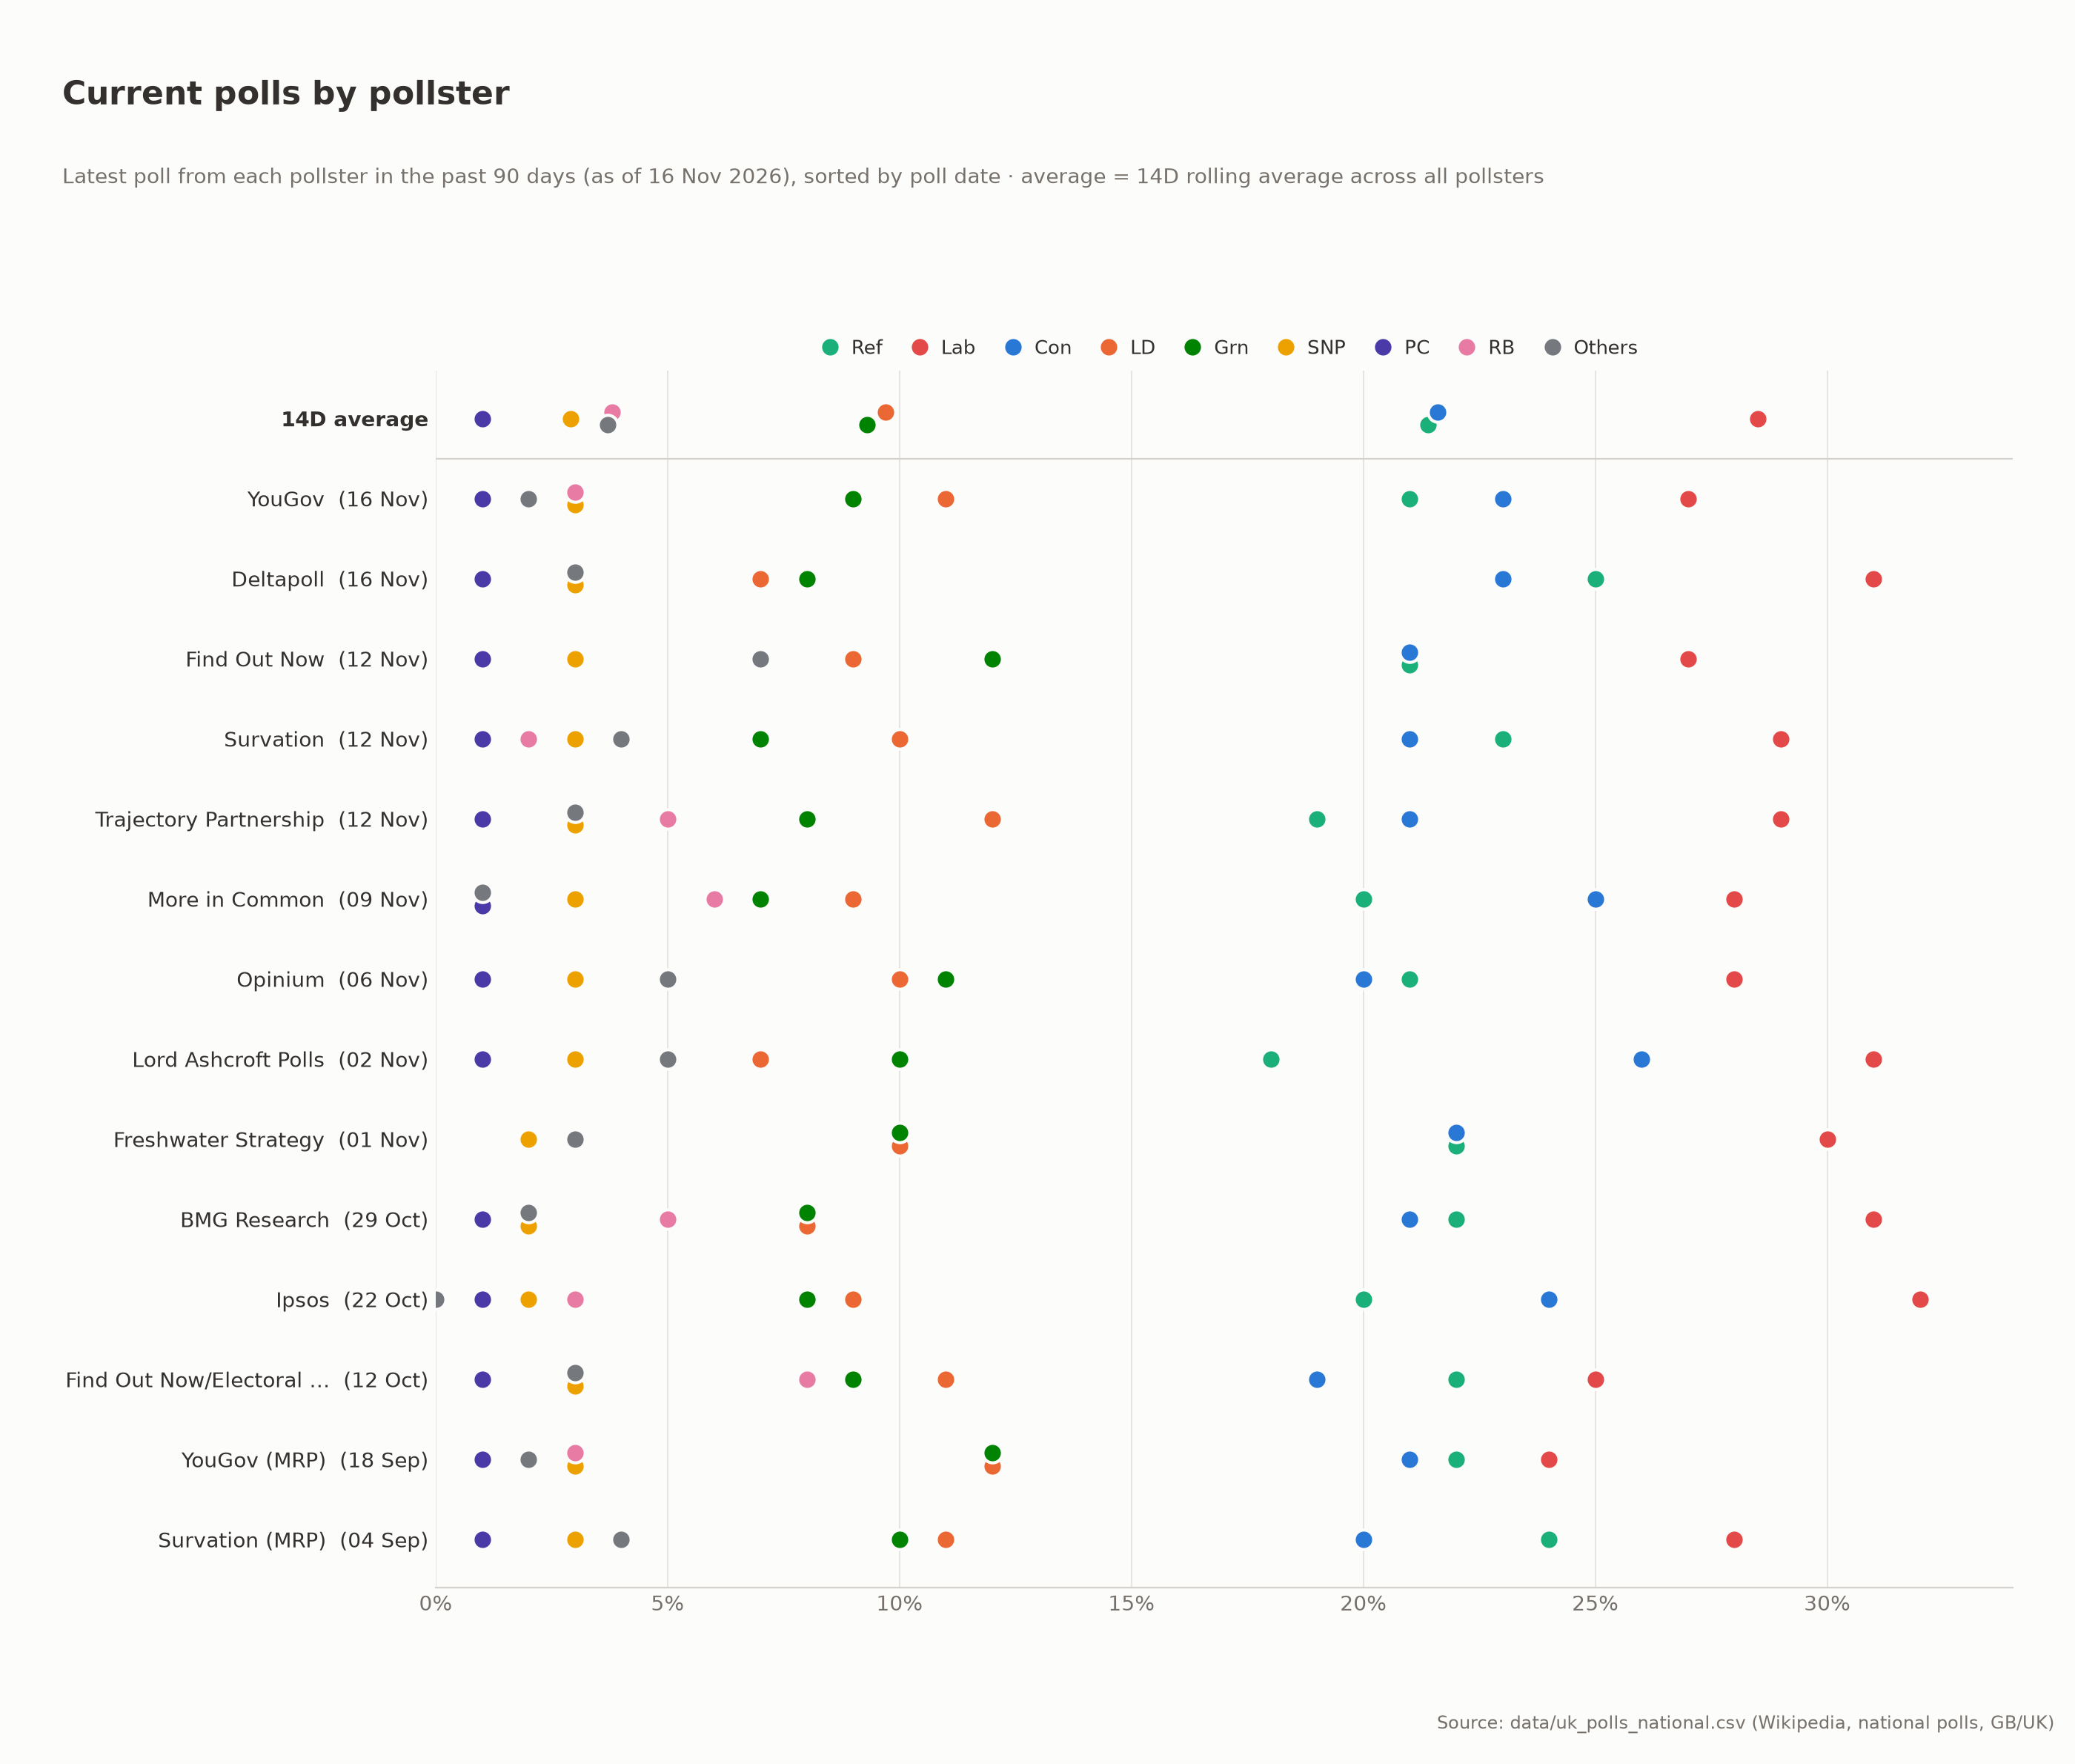 Current polls by pollster
Latest poll from each pollster in the past 90 days (as of 16 Nov 2026), sorted by poll date · average = 14D rolling average across all pollsters
Ref Lab Con LD Grn SNP PC RB Others
14D average
YouGov (16 Nov)
Deltapoll (16 Nov)
Find Out Now (12 Nov)
Survation (12 Nov)
Trajectory Partnership (12 Nov)
More in Common (09 Nov)
Opinium (06 Nov)
Lord Ashcroft Polls (02 Nov)
Freshwater Strategy (01 Nov)
BMG Research (29 Oct)
Ipsos (22 Oct)
Find Out Now/Electoral ... (12 Oct)
YouGov (MRP) (18 Sep)
Survation (MRP) (04 Sep)
0% 5% 10% 15% 20% 25% 30%
Source: data/uk_polls_national.csv (Wikipedia, national polls, GB/UK)